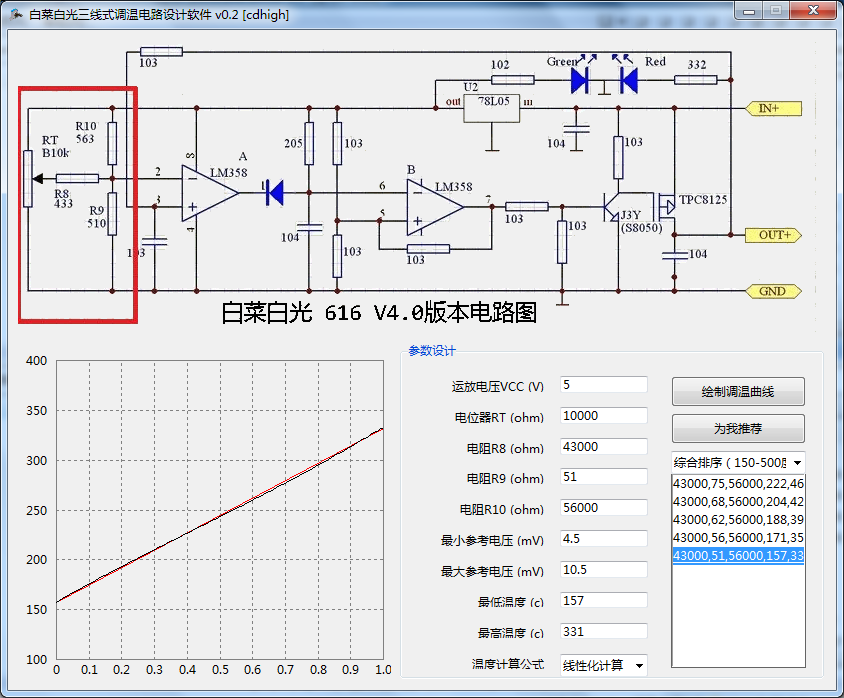 白菜白光三线式调温电路设计软件 v0.2 [cdhigh]
103
102
Green
Red
332
U2
out
78L05
in
IN+
RT
B10k
R10
563
R8
433
R9
510
A
LM358
8
2
3
4
1
103
205
103
104
103
B
LM358
6
5
7
103
103
103
104
103
J3Y
(S8050)
TPC8125
OUT+
104
GND
白菜白光 616 V4.0版本电路图
400
350
300
250
200
150
100
0 0.1 0.2 0.3 0.4 0.5 0.6 0.7 0.8 0.9 1.0
参数设计
运放电压VCC (V) 5
电位器RT (ohm) 10000
电阻R8 (ohm) 43000
电阻R9 (ohm) 51
电阻R10 (ohm) 56000
最小参考电压 (mV) 4.5
最大参考电压 (mV) 10.5
最低温度 (c) 157
最高温度 (c) 331
温度计算公式 线性化计算
绘制调温曲线
为我推荐
综合排序 ( 150-500
43000,75,56000,222,46
43000,68,56000,204,42
43000,62,56000,188,39
43000,56,56000,171,35
43000,51,56000,157,33